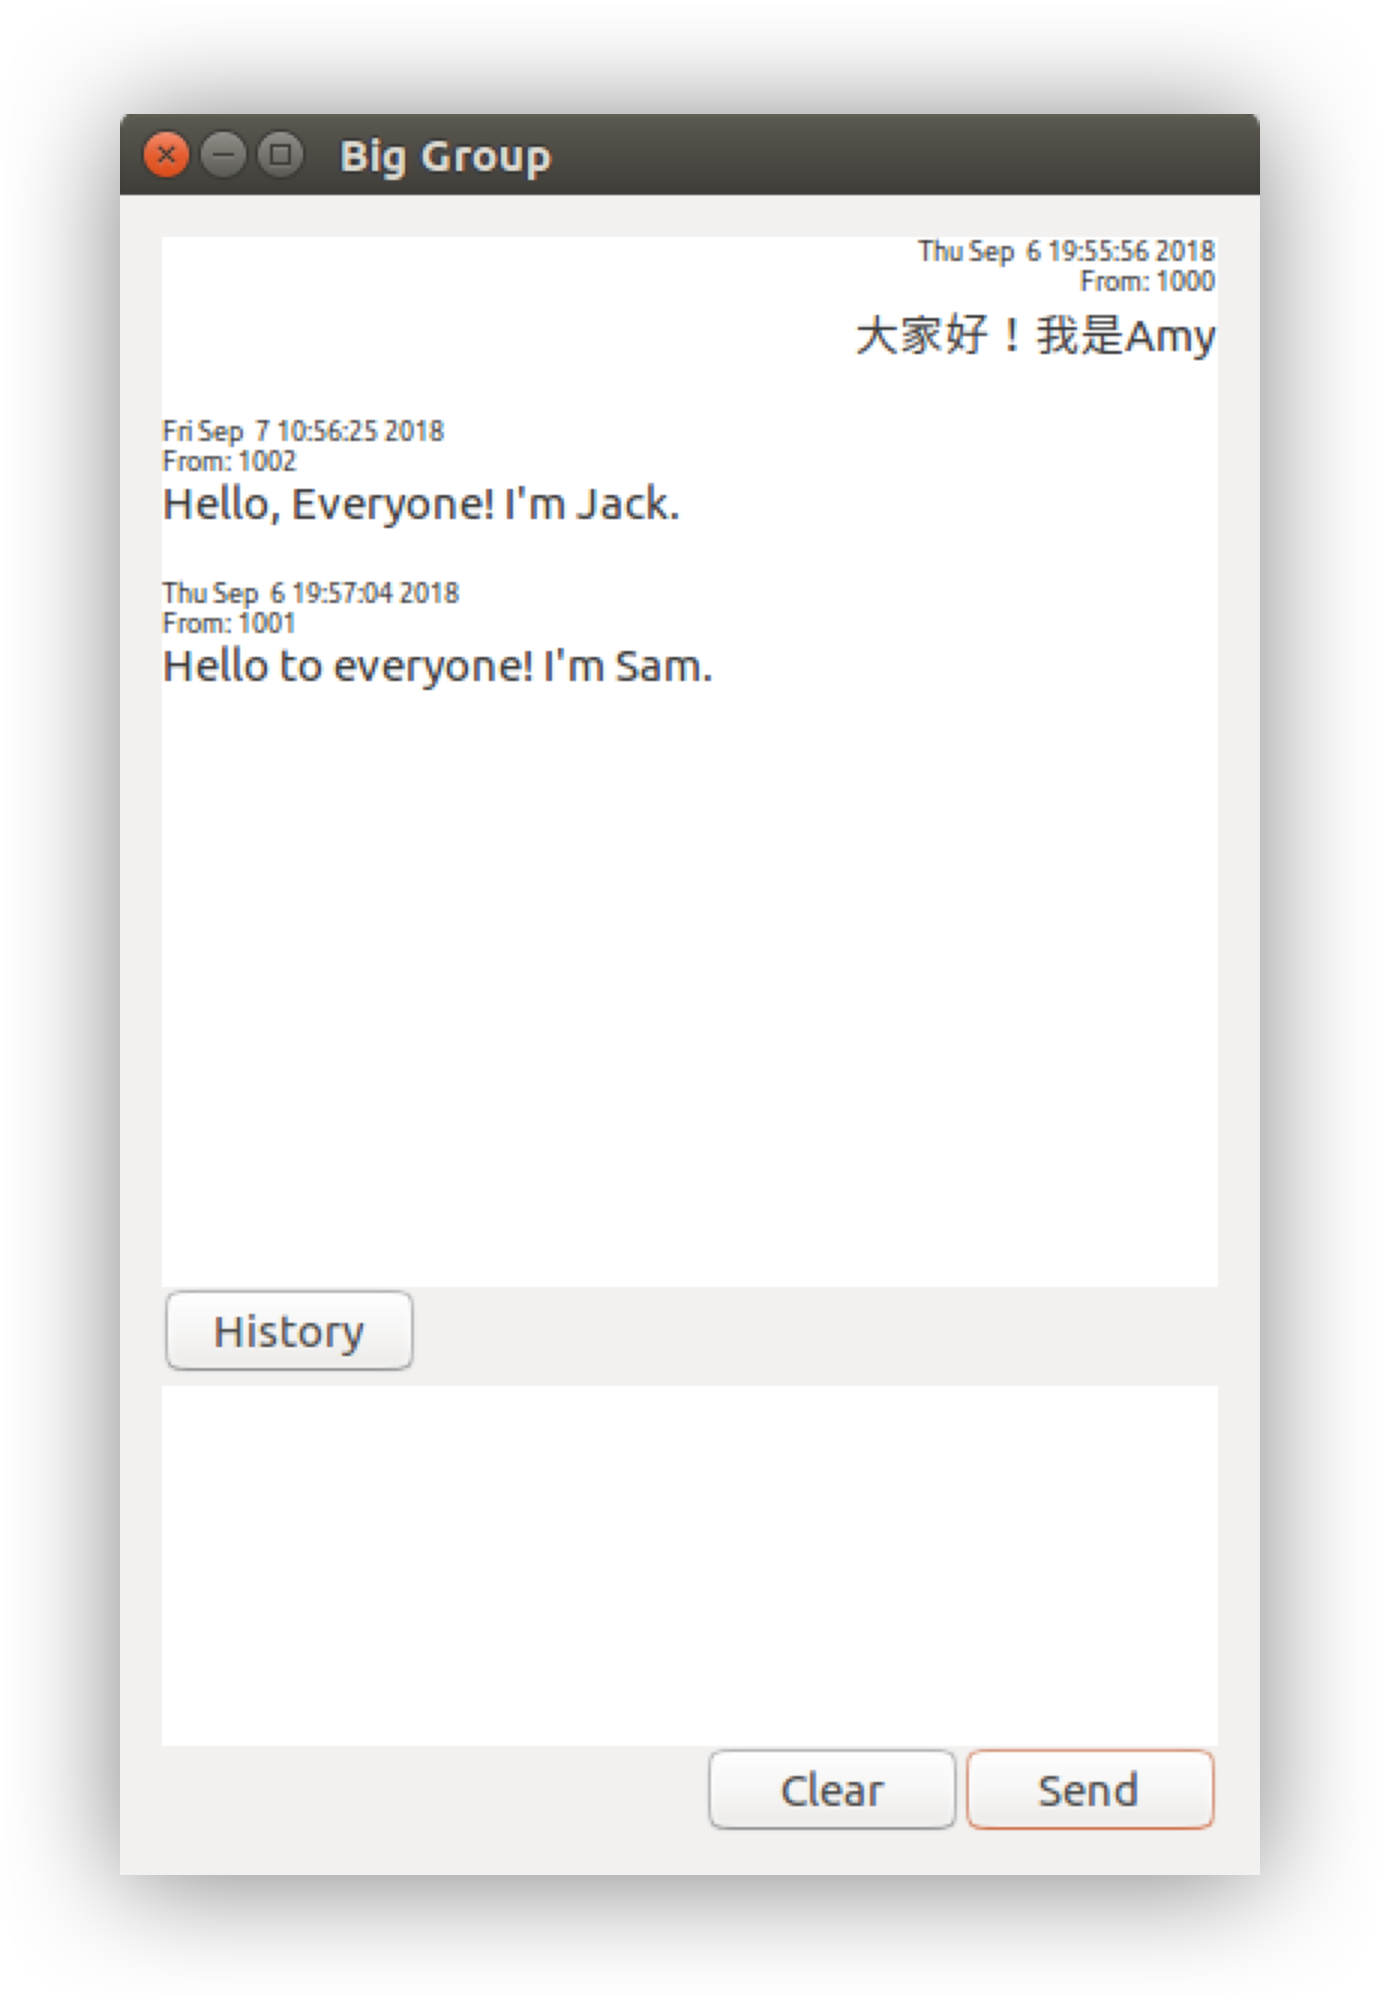 Big Group
Thu Sep  6 19:55:56 2018
From: 1000
大家好！我是Amy
Fri Sep  7 10:56:25 2018
From: 1002
Hello, Everyone! I'm Jack.
Thu Sep  6 19:57:04 2018
From: 1001
Hello to everyone! I'm Sam.
History
Clear Send